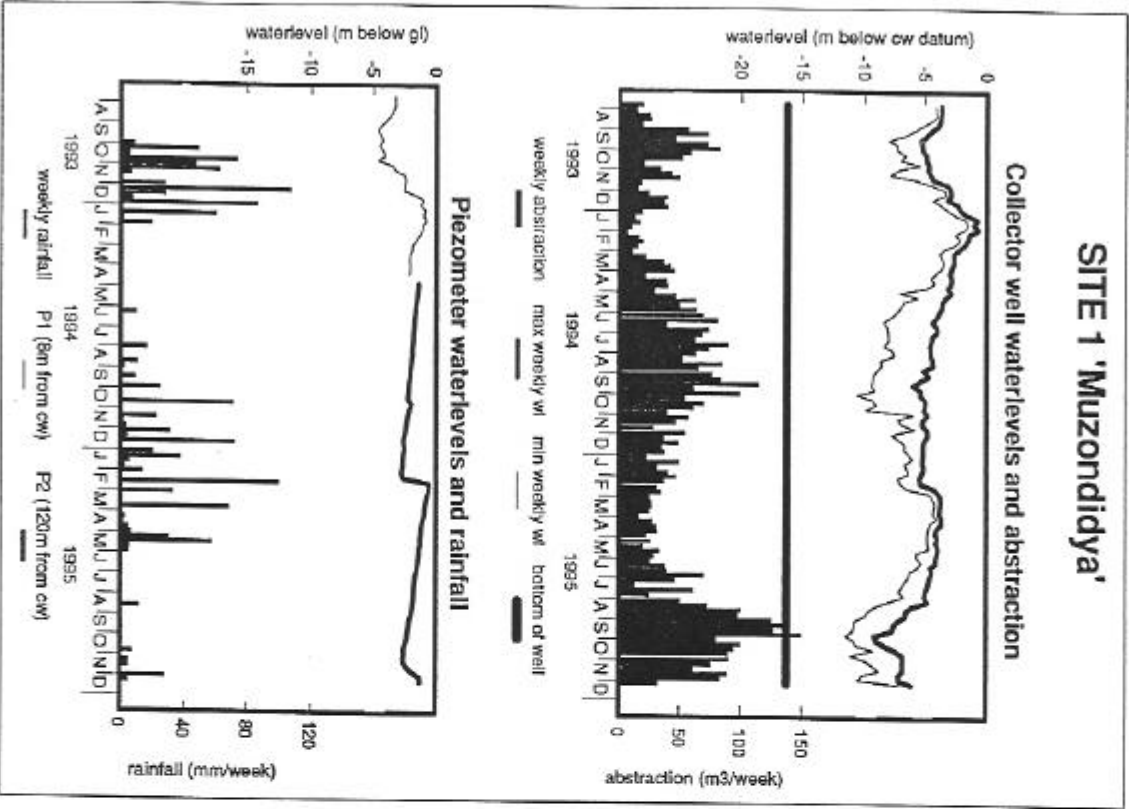 SITE 1 'Muzondidya'
Collector well waterlevels and abstraction
waterlevel (m below cw datum)
0
-5
-10
-15
-20
abstraction (m3/week)
150
100
50
0
A S O N D J F M A M J J A S O N D J F M A M J J A S O N D
1993 1994 1995
weekly abstraction max weekly wl min weekly wl bottom of well
Piezometer waterlevels and rainfall
waterlevel (m below gl)
0
-5
-10
-15
rainfall (mm/week)
120
80
40
0
A S O N D J F M A M J J A S O N D J F M A M J J A S O N D
1993 1994 1995
weekly rainfall P1 (8m from cw) P2 (120m from cw)